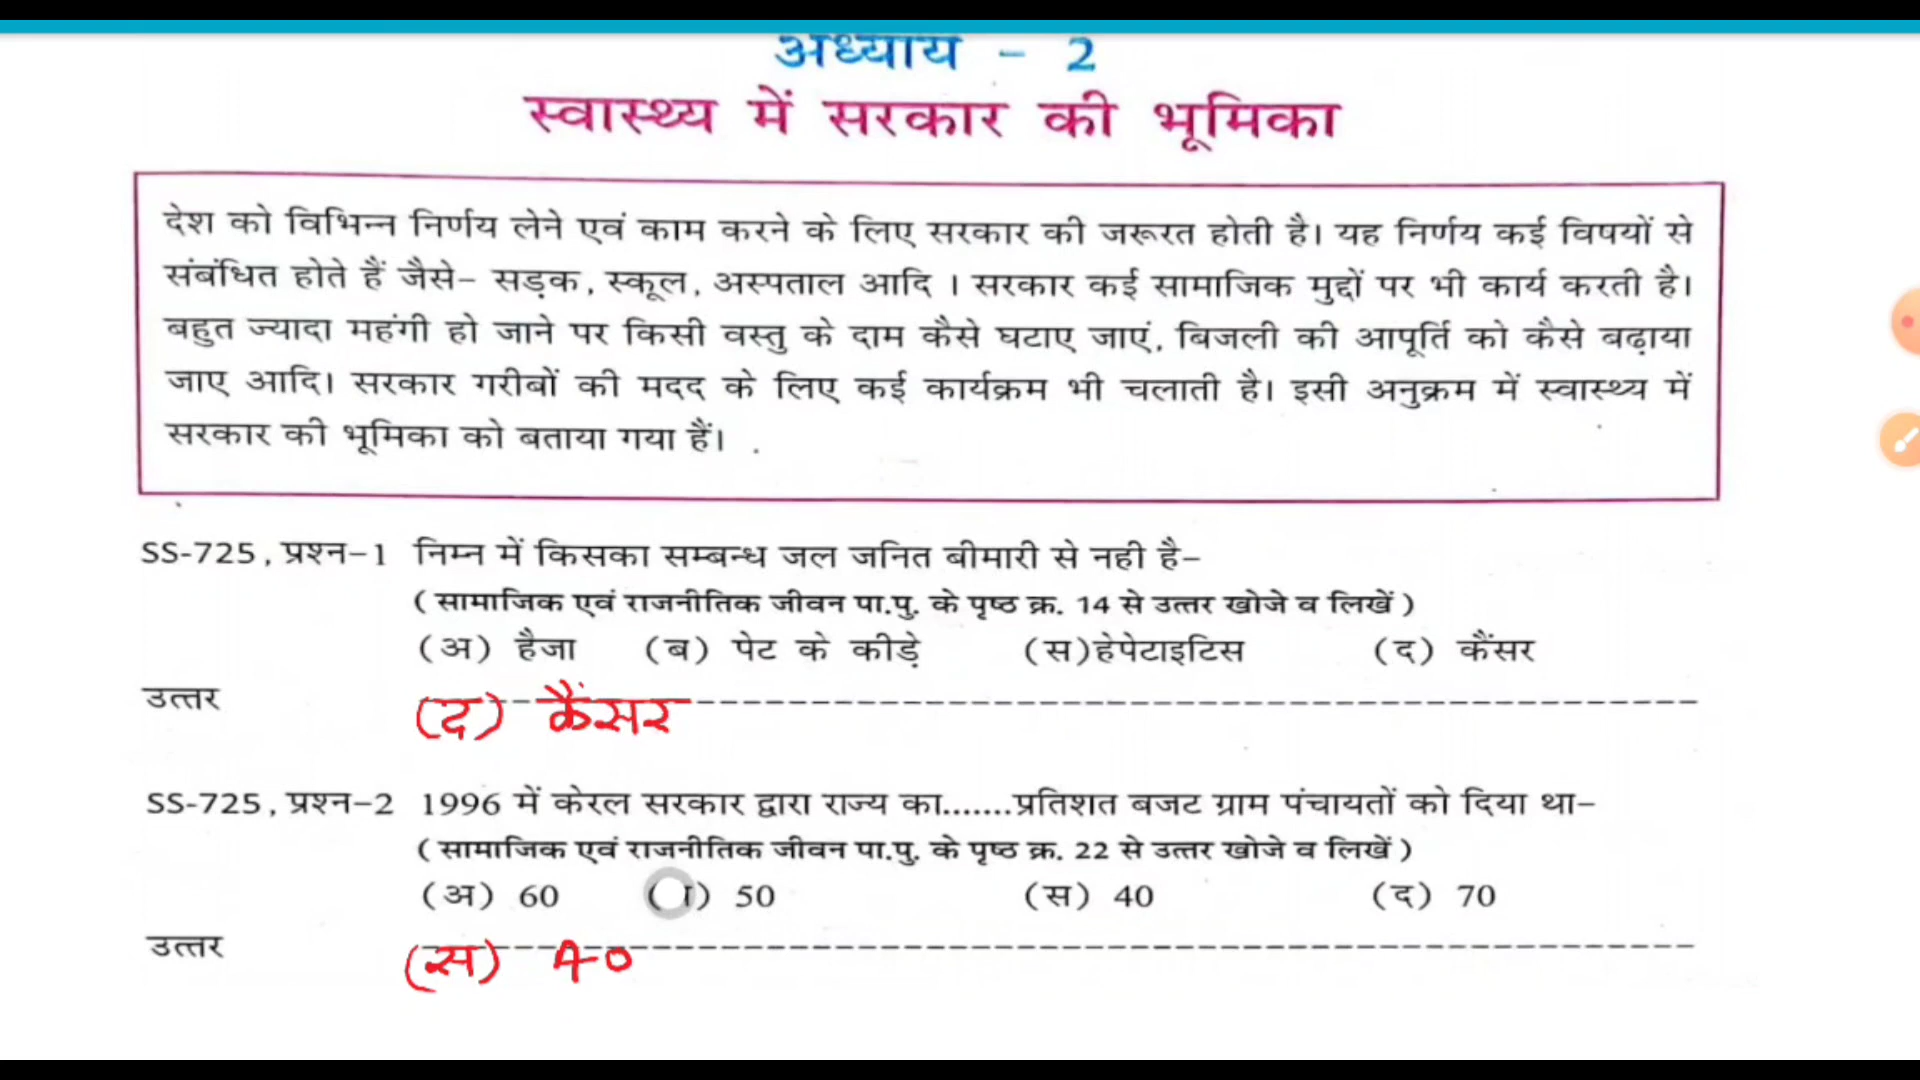 अध्याय - 2
स्वास्थ्य में सरकार की भूमिका
देश को विभिन्न निर्णय लेने एवं काम करने के लिए सरकार की जरूरत होती है। यह निर्णय कई विषयों से
संबंधित होते हैं जैसे- सड़क, स्कूल, अस्पताल आदि । सरकार कई सामाजिक मुद्दों पर भी कार्य करती है।
बहुत ज्यादा महंगी हो जाने पर किसी वस्तु के दाम कैसे घटाए जाएं, बिजली की आपूर्ति को कैसे बढ़ाया
जाए आदि। सरकार गरीबों की मदद के लिए कई कार्यक्रम भी चलाती है। इसी अनुक्रम में स्वास्थ्य में
सरकार की भूमिका को बताया गया हैं।
SS-725, प्रश्न-1 निम्न में किसका सम्बन्ध जल जनित बीमारी से नही है-
( सामाजिक एवं राजनीतिक जीवन पा.पु. के पृष्ठ क्र. 14 से उत्तर खोजे व लिखें )
(अ) हैजा (ब) पेट के कीड़े (स)हेपेटाइटिस (द) कैंसर
उत्तर (द) कैंसर
SS-725, प्रश्न-2 1996 में केरल सरकार द्वारा राज्य का.......प्रतिशत बजट ग्राम पंचायतों को दिया था-
( सामाजिक एवं राजनीतिक जीवन पा.पु. के पृष्ठ क्र. 22 से उत्तर खोजे व लिखें )
(अ) 60 50 (स) 40 (द) 70
उत्तर (स) 40